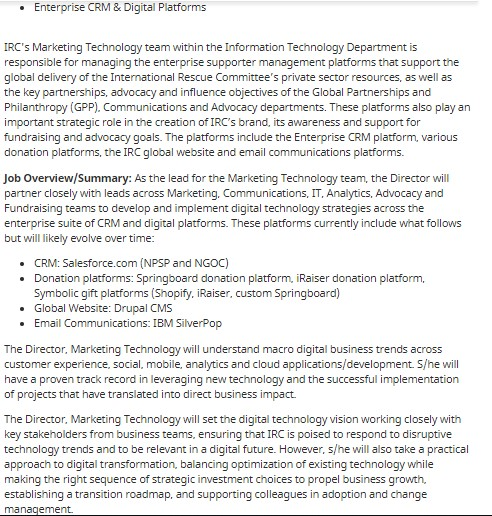 • Enterprise CRM & Digital Platforms
IRC's Marketing Technology team within the Information Technology Department is
responsible for managing the enterprise supporter management platforms that support the
global delivery of the International Rescue Committee's private sector resources, as well as
the key partnerships, advocacy and influence objectives of the Global Partnerships and
Philanthropy (GPP), Communications and Advocacy departments. These platforms also play an
important strategic role in the creation of IRC's brand, its awareness and support for
fundraising and advocacy goals. The platforms include the Enterprise CRM platform, various
donation platforms, the IRC global website and email communications platforms.
Job Overview/Summary: As the lead for the Marketing Technology team, the Director will
partner closely with leads across Marketing, Communications, IT, Analytics, Advocacy and
Fundraising teams to develop and implement digital technology strategies across the
enterprise suite of CRM and digital platforms. These platforms currently include what follows
but will likely evolve over time:
• CRM: Salesforce.com (NPSP and NGOC)
• Donation platforms: Springboard donation platform, iRaiser donation platform,
Symbolic gift platforms (Shopify, iRaiser, custom Springboard)
• Global Website: Drupal CMS
• Email Communications: IBM SilverPop
The Director, Marketing Technology will understand macro digital business trends across
customer experience, social, mobile, analytics and cloud applications/development. S/he will
have a proven track record in leveraging new technology and the successful implementation
of projects that have translated into direct business impact.
The Director, Marketing Technology will set the digital technology vision working closely with
key stakeholders from business teams, ensuring that IRC is poised to respond to disruptive
technology trends and to be relevant in a digital future. However, s/he will also take a practical
approach to digital transformation, balancing optimization of existing technology while
making the right sequence of strategic investment choices to propel business growth,
establishing a transition roadmap, and supporting colleagues in adoption and change
management.